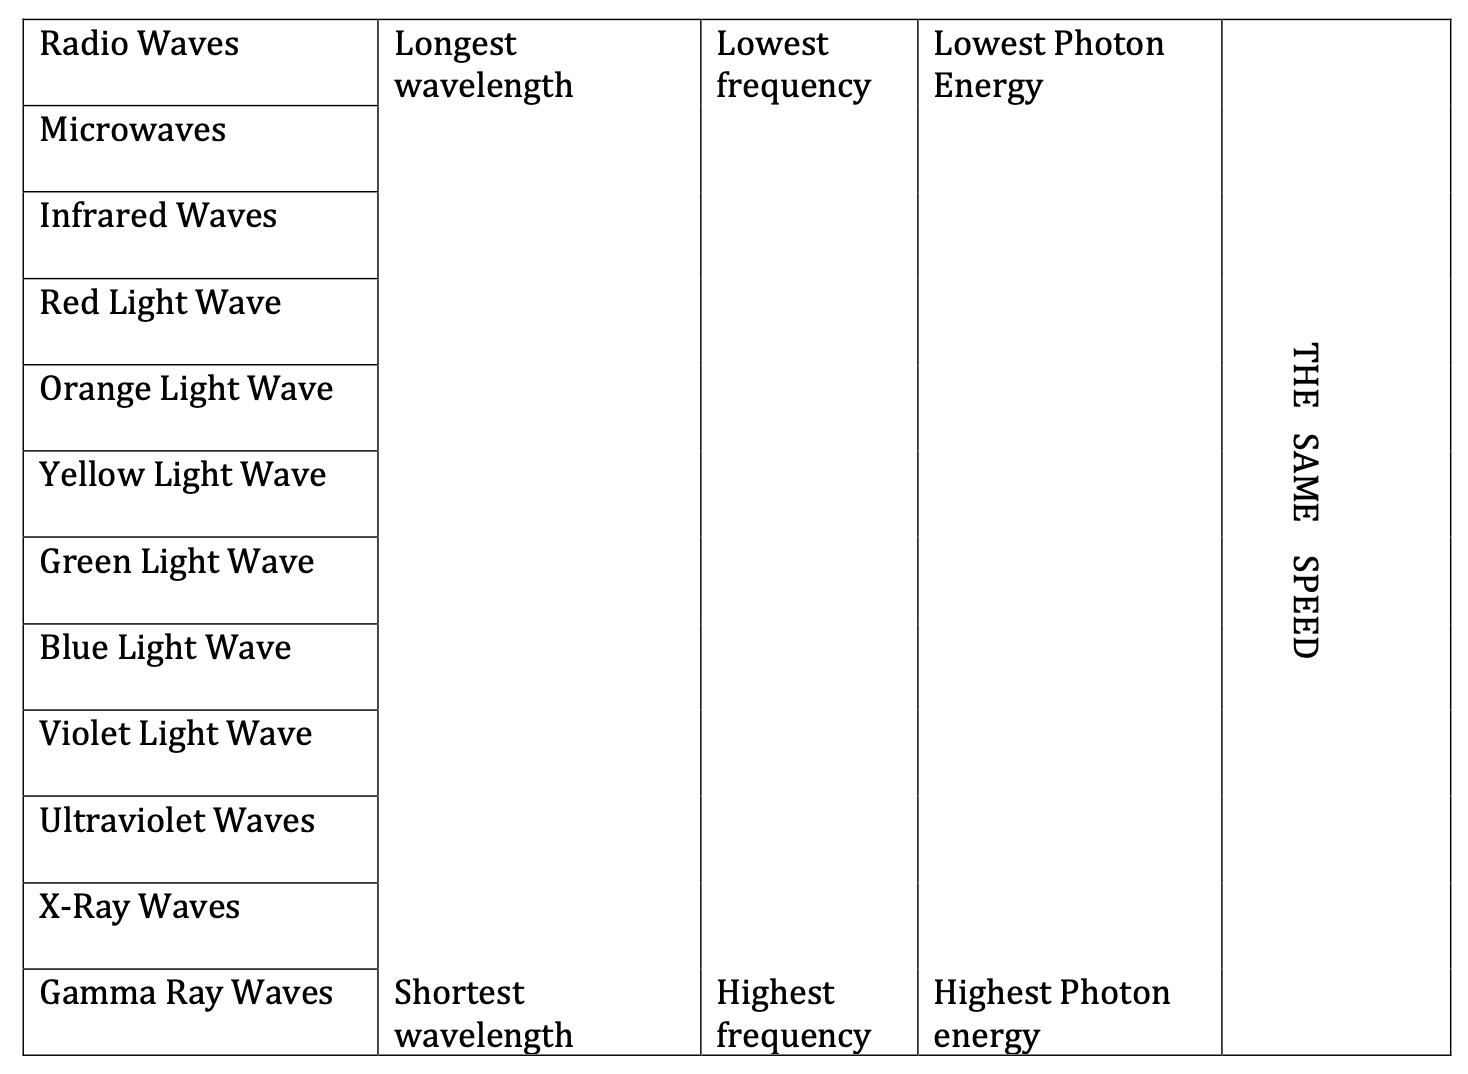 Radio Waves
Longest
wavelength
Lowest
frequency
Lowest Photon
Energy
Microwaves
Infrared Waves
Red Light Wave
Orange Light Wave
Yellow Light Wave
Green Light Wave
Blue Light Wave
Violet Light Wave
Ultraviolet Waves
X-Ray Waves
Gamma Ray Waves
Shortest
wavelength
Highest
frequency
Highest Photon
energy
THE SAME SPEED